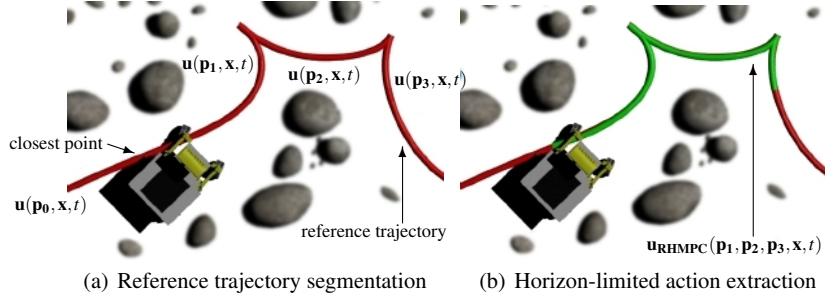 u(p₁,x,t)
u(p₂,x,t)
u(p₃,x,t)
closest point
u(p₀,x,t)
reference trajectory
(a) Reference trajectory segmentation
u_RHMPC(p₁,p₂,p₃,x,t)
(b) Horizon-limited action extraction